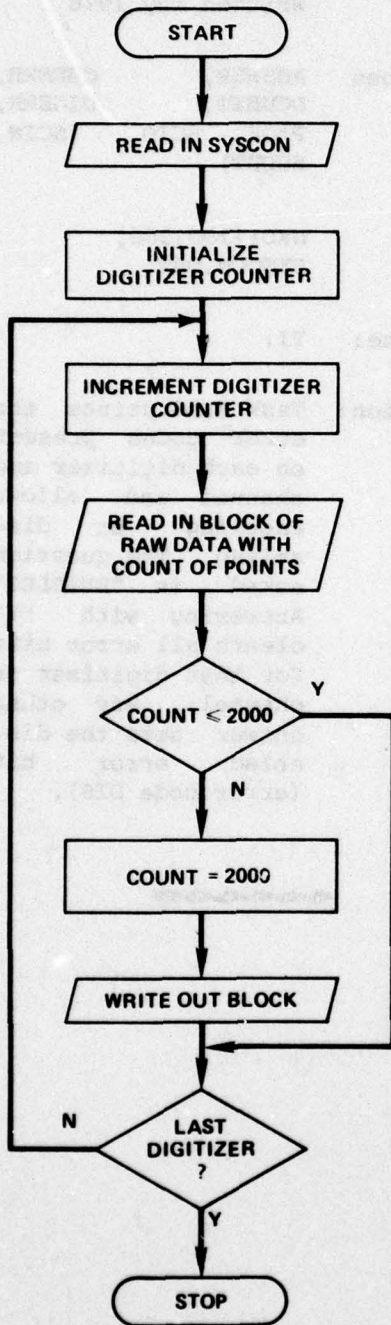 START
READ IN SYSCON
INITIALIZE
DIGITIZER COUNTER
INCREMENT DIGITIZER
COUNTER
READ IN BLOCK OF
RAW DATA WITH
COUNT OF POINTS
COUNT ≤ 2000
Y
N
COUNT = 2000
WRITE OUT BLOCK
N
LAST
DIGITIZER
?
Y
STOP